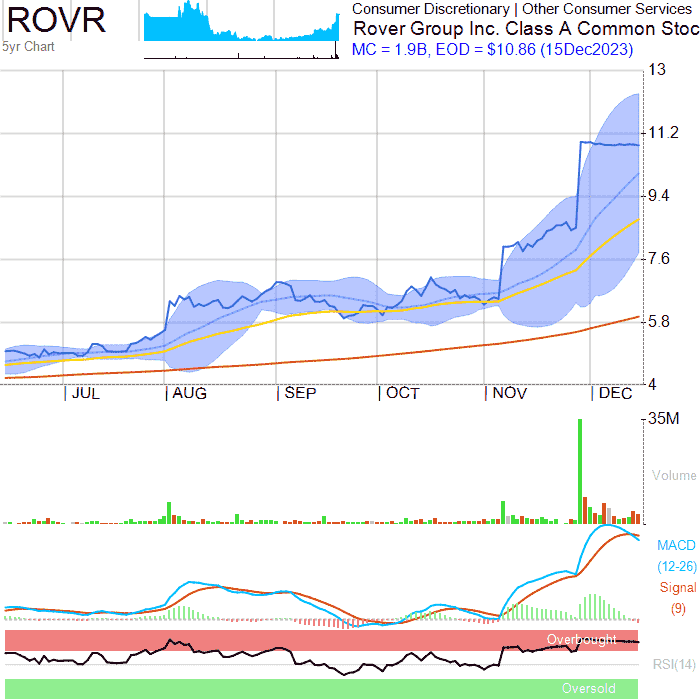 ROVR
5yr Chart
Consumer Discretionary | Other Consumer Services
Rover Group Inc. Class A Common Stoc
MC = 1.9B, EOD = $10.86 (15Dec2023)
13
11.2
9.4
7.6
5.8
4
JUL
AUG
SEP
OCT
NOV
DEC
35M
Volume
MACD
(12-26)
Signal
(9)
Overbought
RSI(14)
Oversold